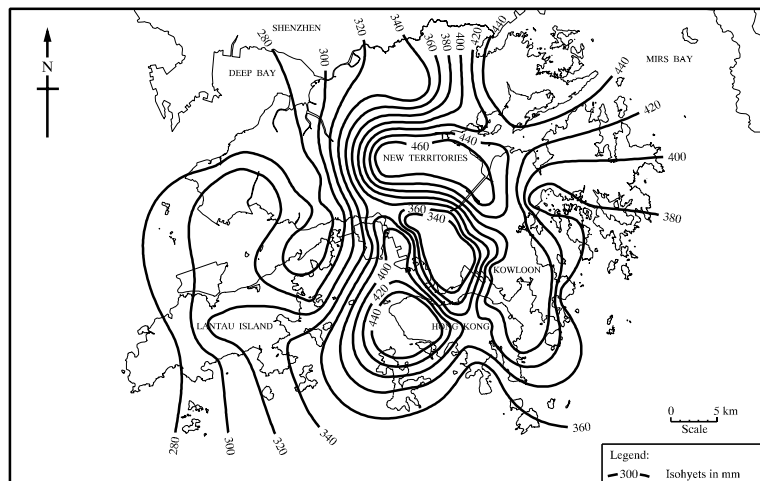 SHENZHEN
280
320
340
360
380
400
420
300
DEEP BAY
MIRS BAY
440
N
420
440
460
NEW TERRITORIES
400
360
340
380
400
KOWLOON
420
440
LANTAU ISLAND
HONG KONG
280
300
320
340
360
0 5 km
Scale
Legend:
300 Isohyets in mm